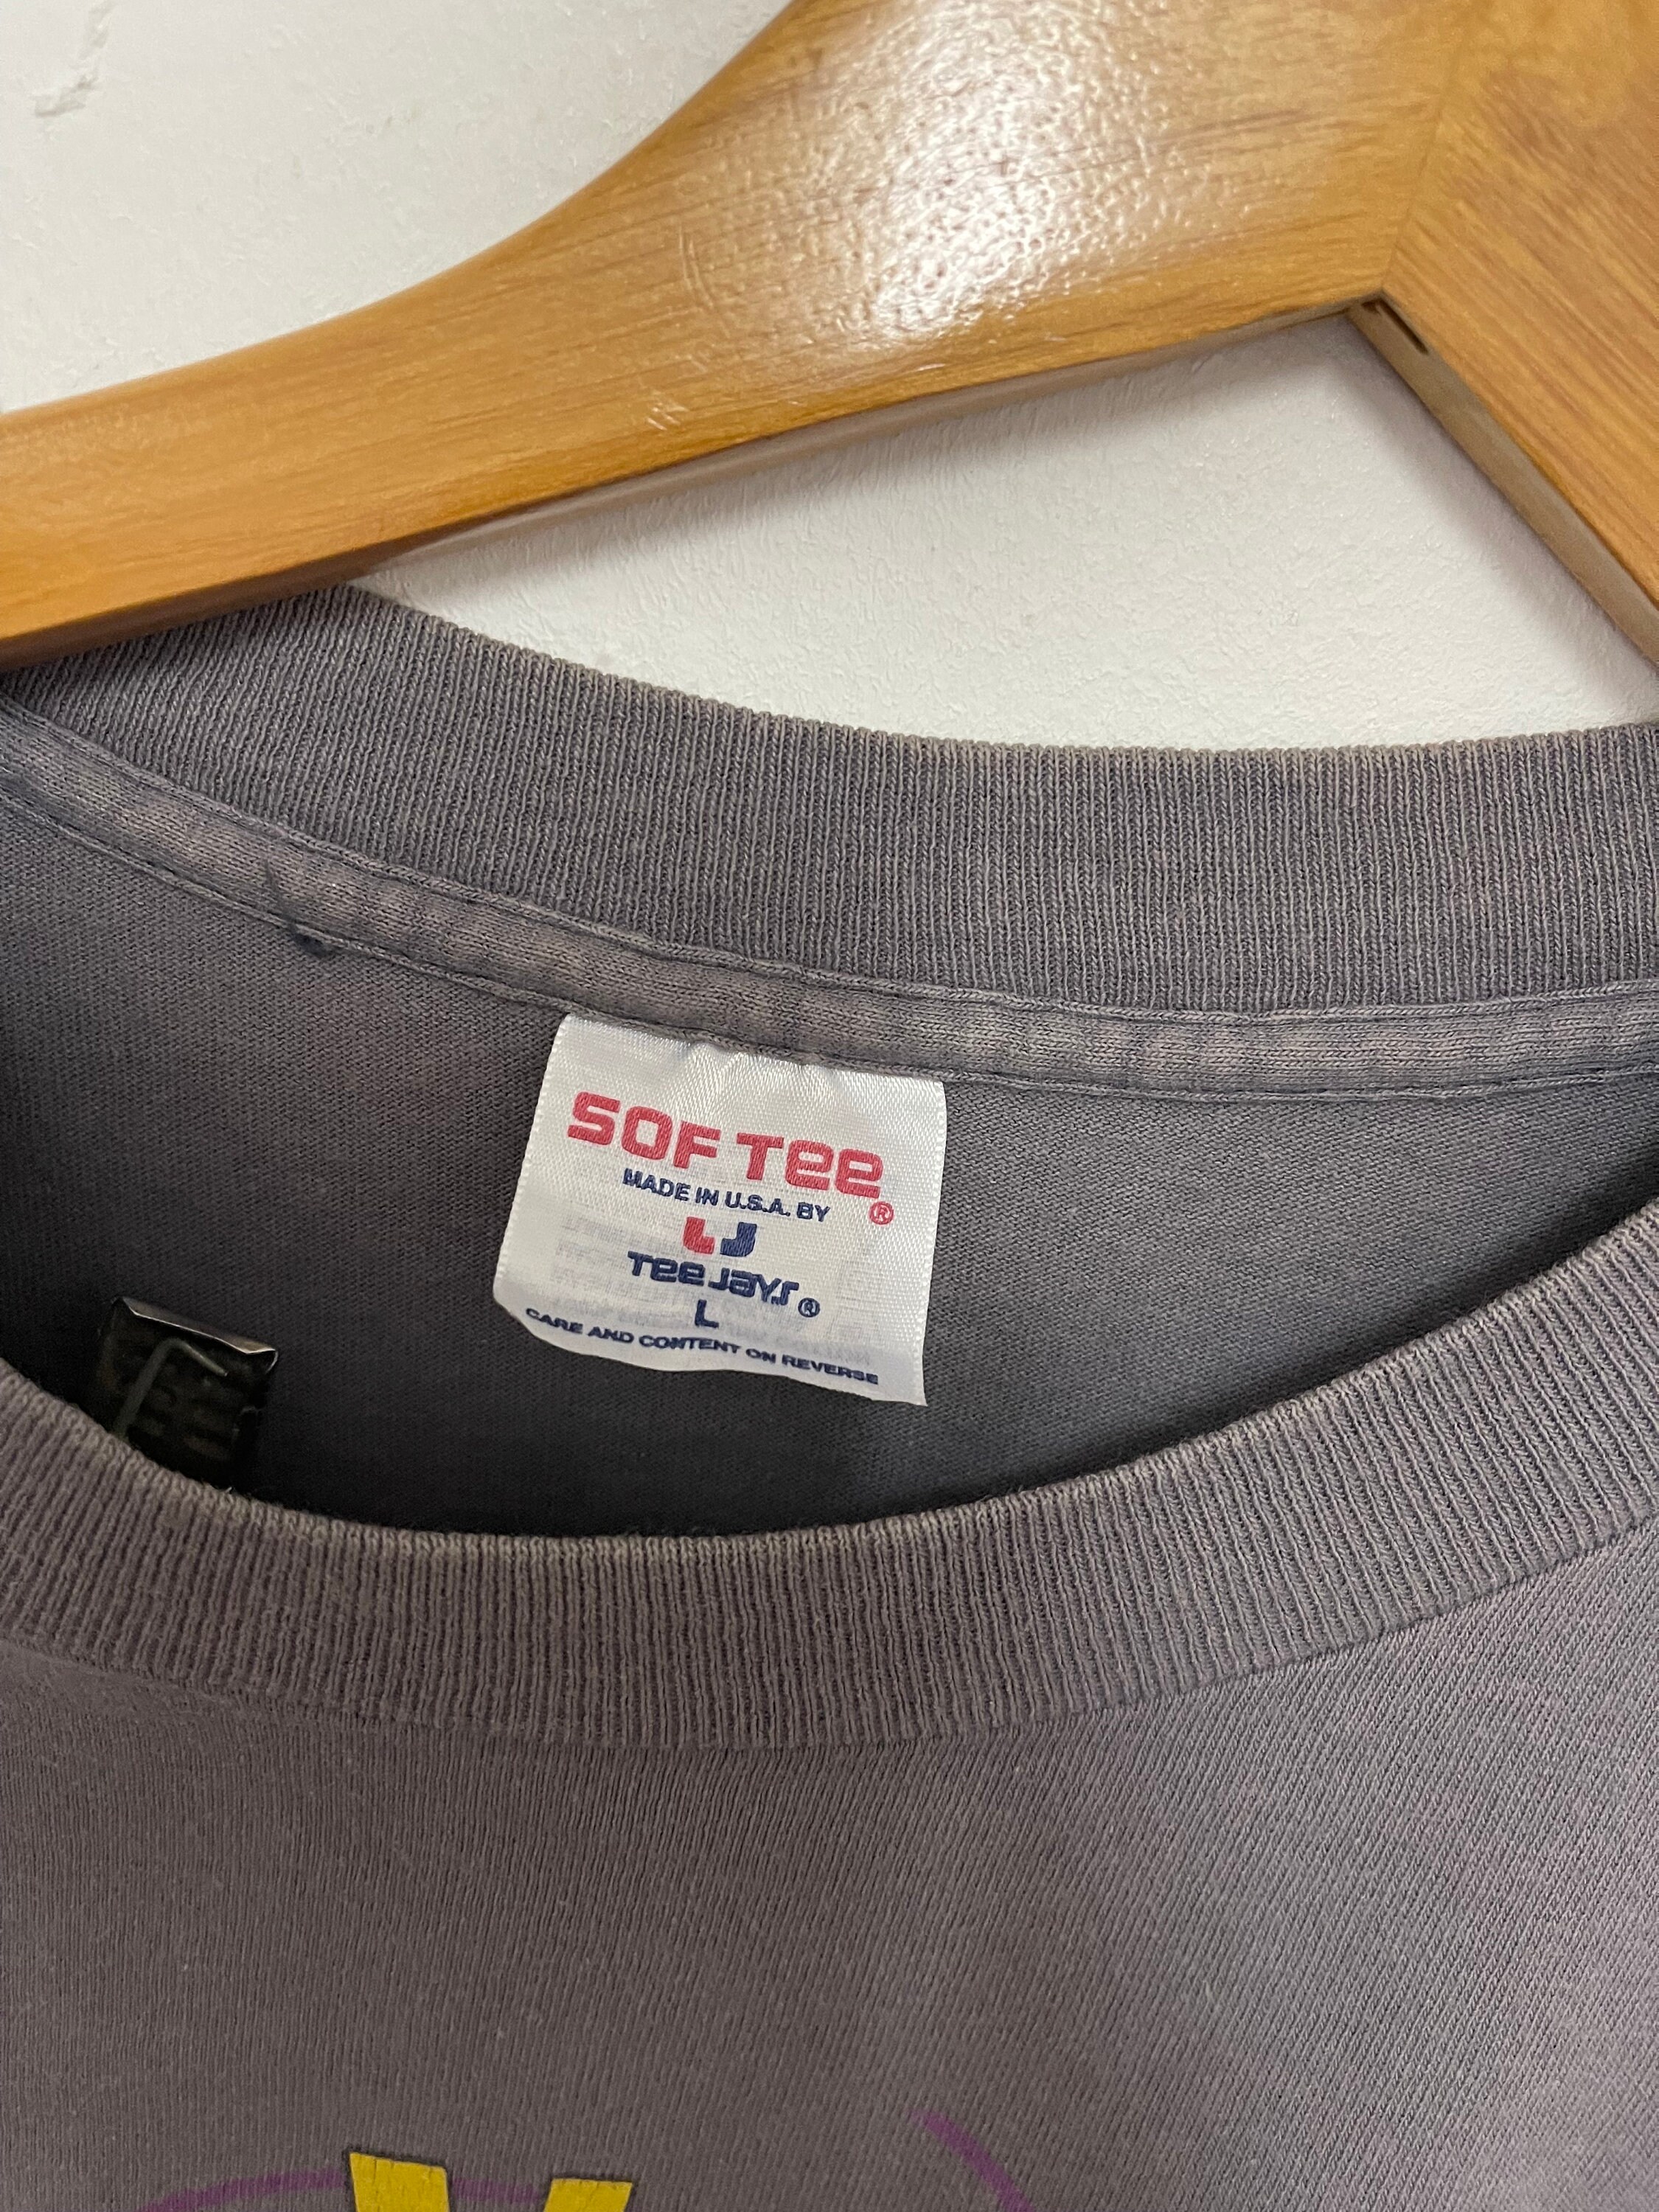 SOF TEE®
MADE IN U.S.A. BY
TEE JAYS®
L
CARE AND CONTENT ON REVERSE